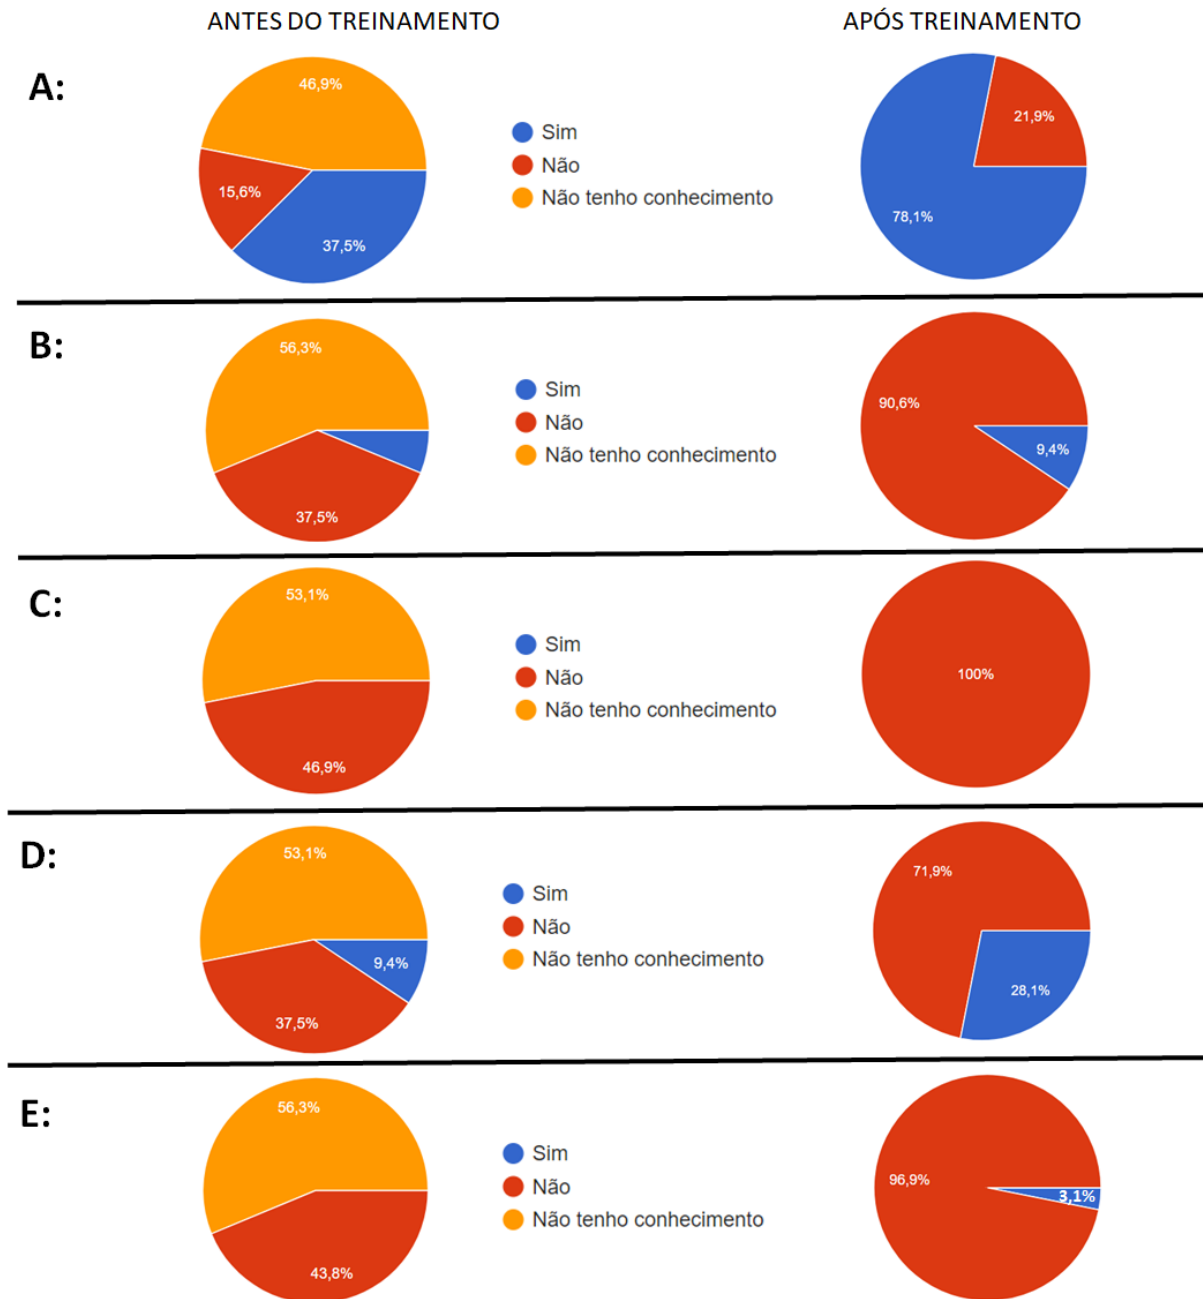 ANTES DO TREINAMENTO
APÓS TREINAMENTO
A:
46,9%
15,6%
37,5%
Sim
Não
Não tenho conhecimento
21,9%
78,1%
B:
56,3%
37,5%
Sim
Não
Não tenho conhecimento
90,6%
9,4%
C:
53,1%
46,9%
Sim
Não
Não tenho conhecimento
100%
D:
53,1%
9,4%
37,5%
Sim
Não
Não tenho conhecimento
71,9%
28,1%
E:
56,3%
43,8%
Sim
Não
Não tenho conhecimento
96,9%
3,1%